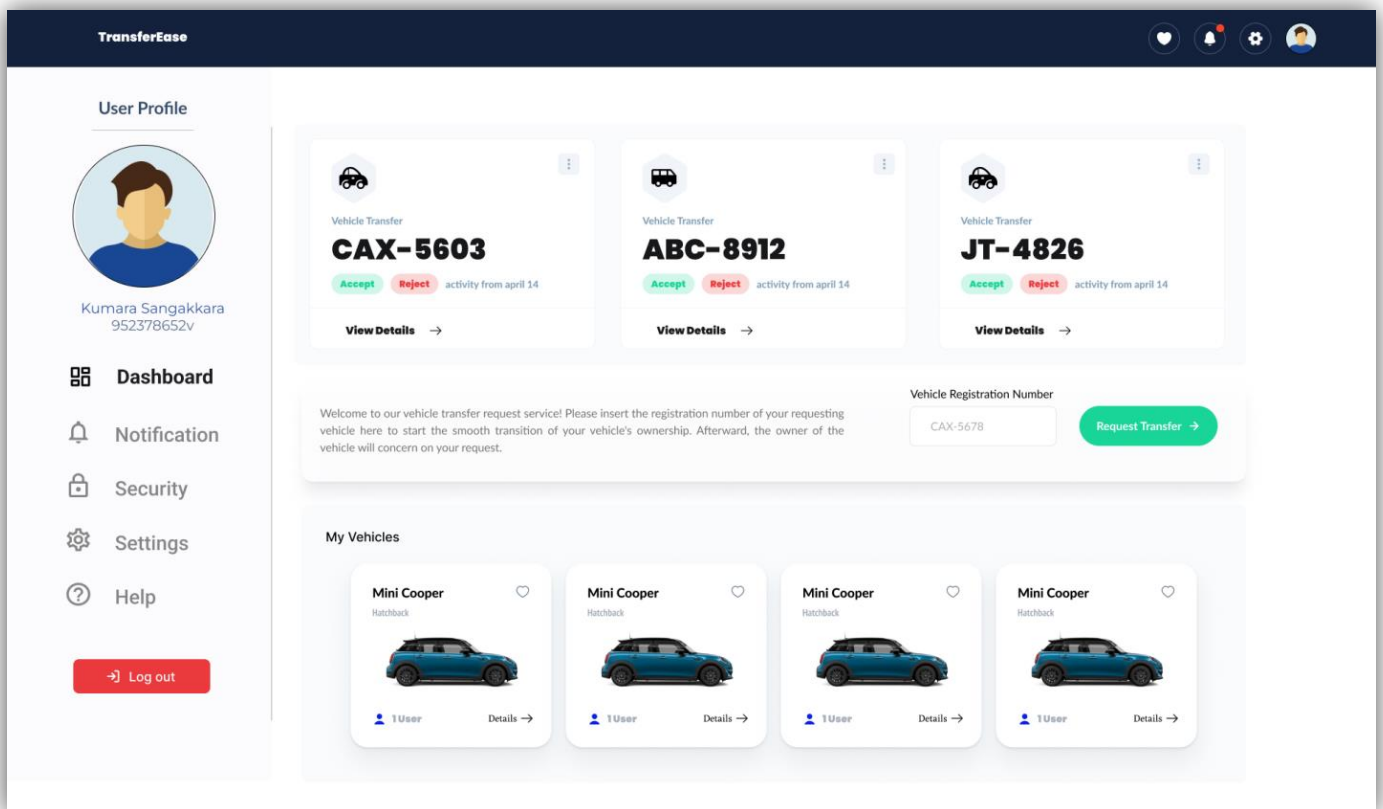 TransferEase
User Profile
Kumara Sangakkara
952378652v
Dashboard
Notification
Security
Settings
Help
Log out
Vehicle Transfer
CAX-5603
Accept Reject activity from april 14
View Details →
Vehicle Transfer
ABC-8912
Accept Reject activity from april 14
View Details →
Vehicle Transfer
JT-4826
Accept Reject activity from april 14
View Details →
Welcome to our vehicle transfer request service! Please insert the registration number of your requesting
vehicle here to start the smooth transition of your vehicle's ownership. Afterward, the owner of the
vehicle will concern on your request.
Vehicle Registration Number
CAX-5678
Request Transfer →
My Vehicles
Mini Cooper
Hatchback
1 User Details →
Mini Cooper
Hatchback
1 User Details →
Mini Cooper
Hatchback
1 User Details →
Mini Cooper
Hatchback
1 User Details →